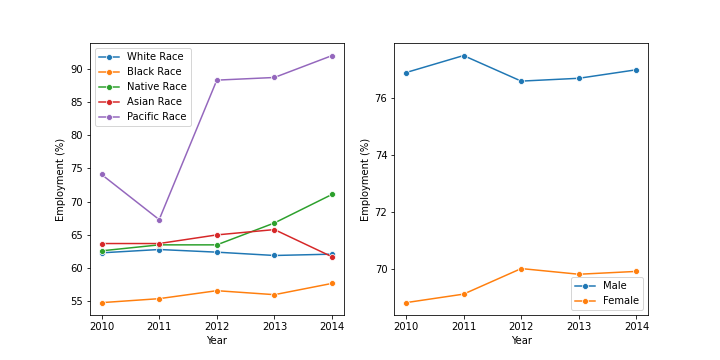 White Race
Black Race
Native Race
Asian Race
Pacific Race
90
85
80
75
70
65
60
55
Employment (%)
2010 2011 2012 2013 2014
Year
76
74
72
70
Employment (%)
Male
Female
2010 2011 2012 2013 2014
Year